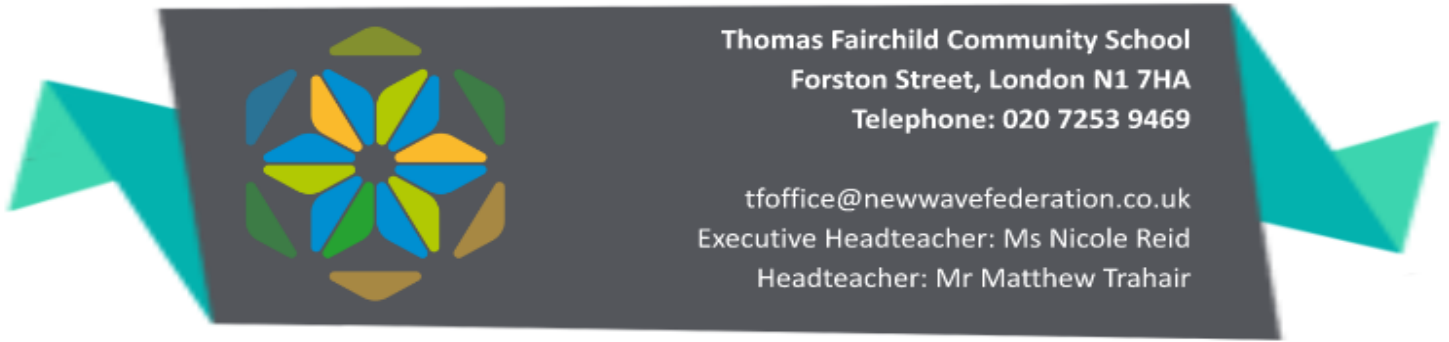 Thomas Fairchild Community School
Forston Street, London N1 7HA
Telephone: 020 7253 9469
tfoffice@newwavefederation.co.uk
Executive Headteacher: Ms Nicole Reid
Headteacher: Mr Matthew Trahair